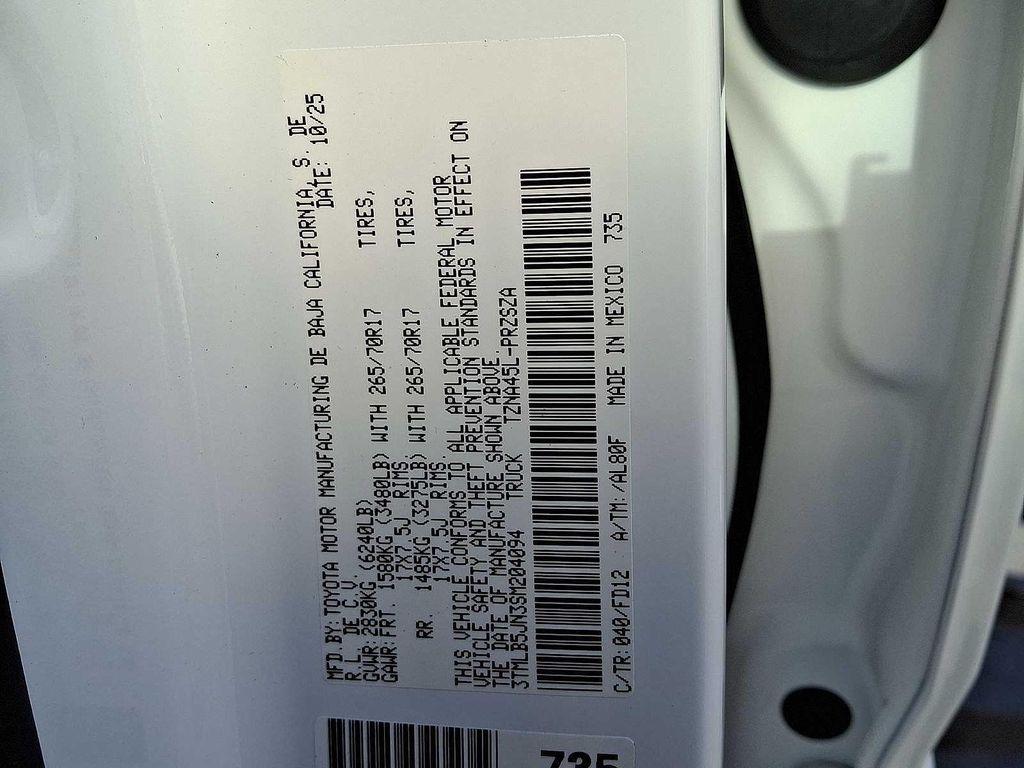 MFD.BY:TOYOTA MOTOR MANUFACTURING DE BAJA CALIFORNIA, S. DE
R.L. DE C.V. DATE: 10/25
GVWR:2830KG (6240LB)
GAWR:FRT. 1580KG (3480LB) WITH 265/70R17 TIRES,
17X7.5J RIMS
RR. 1485KG (3275LB) WITH 265/70R17 TIRES,
17X7.5J RIMS.
THIS VEHICLE CONFORMS TO ALL APPLICABLE FEDERAL MOTOR
VEHICLE SAFETY AND THEFT PREVENTION STANDARDS IN EFFECT ON
THE DATE OF MANUFACTURE SHOWN ABOVE.
3TMLB5JN3SM204094 TRUCK TZNA45L-PRZSZA
C/TR:040/FD12 A/TM:/AL80F MADE IN MEXICO 735
735